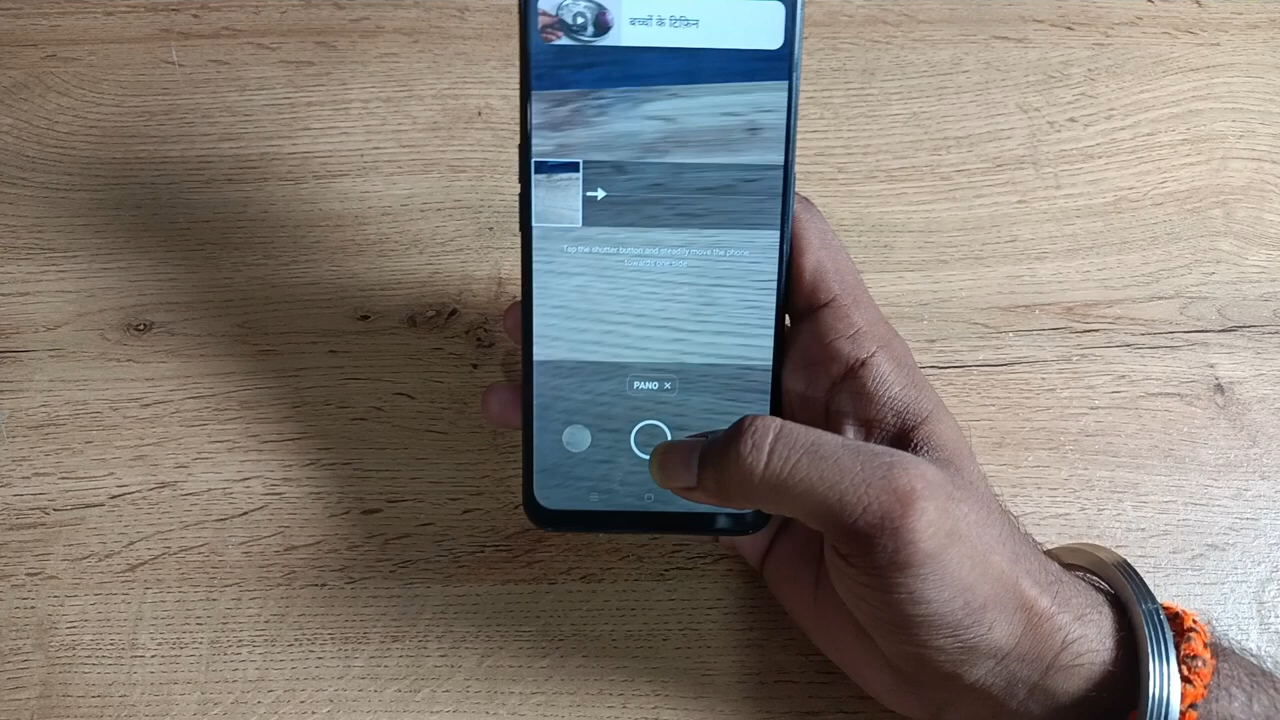 बच्चों के टिफिन
Tap the shutter button and steadily move the phone
towards one side.
PANO ×